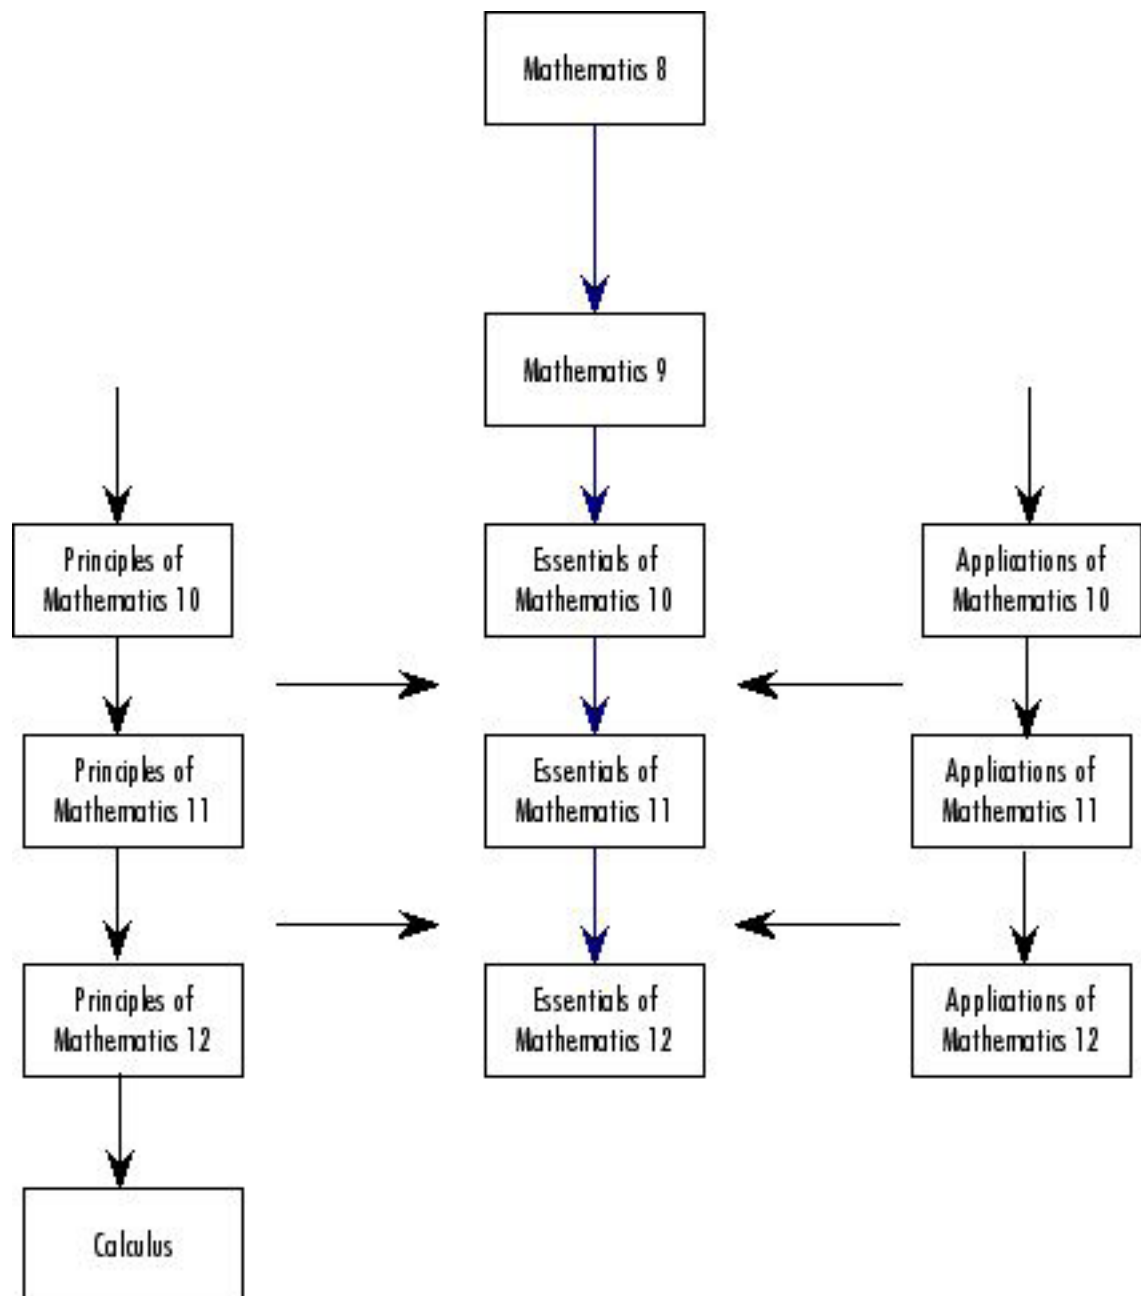 Mathematics 8
Mathematics 9
Principles of
Mathematics 10
Essentials of
Mathematics 10
Applications of
Mathematics 10
Principles of
Mathematics 11
Essentials of
Mathematics 11
Applications of
Mathematics 11
Principles of
Mathematics 12
Essentials of
Mathematics 12
Applications of
Mathematics 12
Calculus